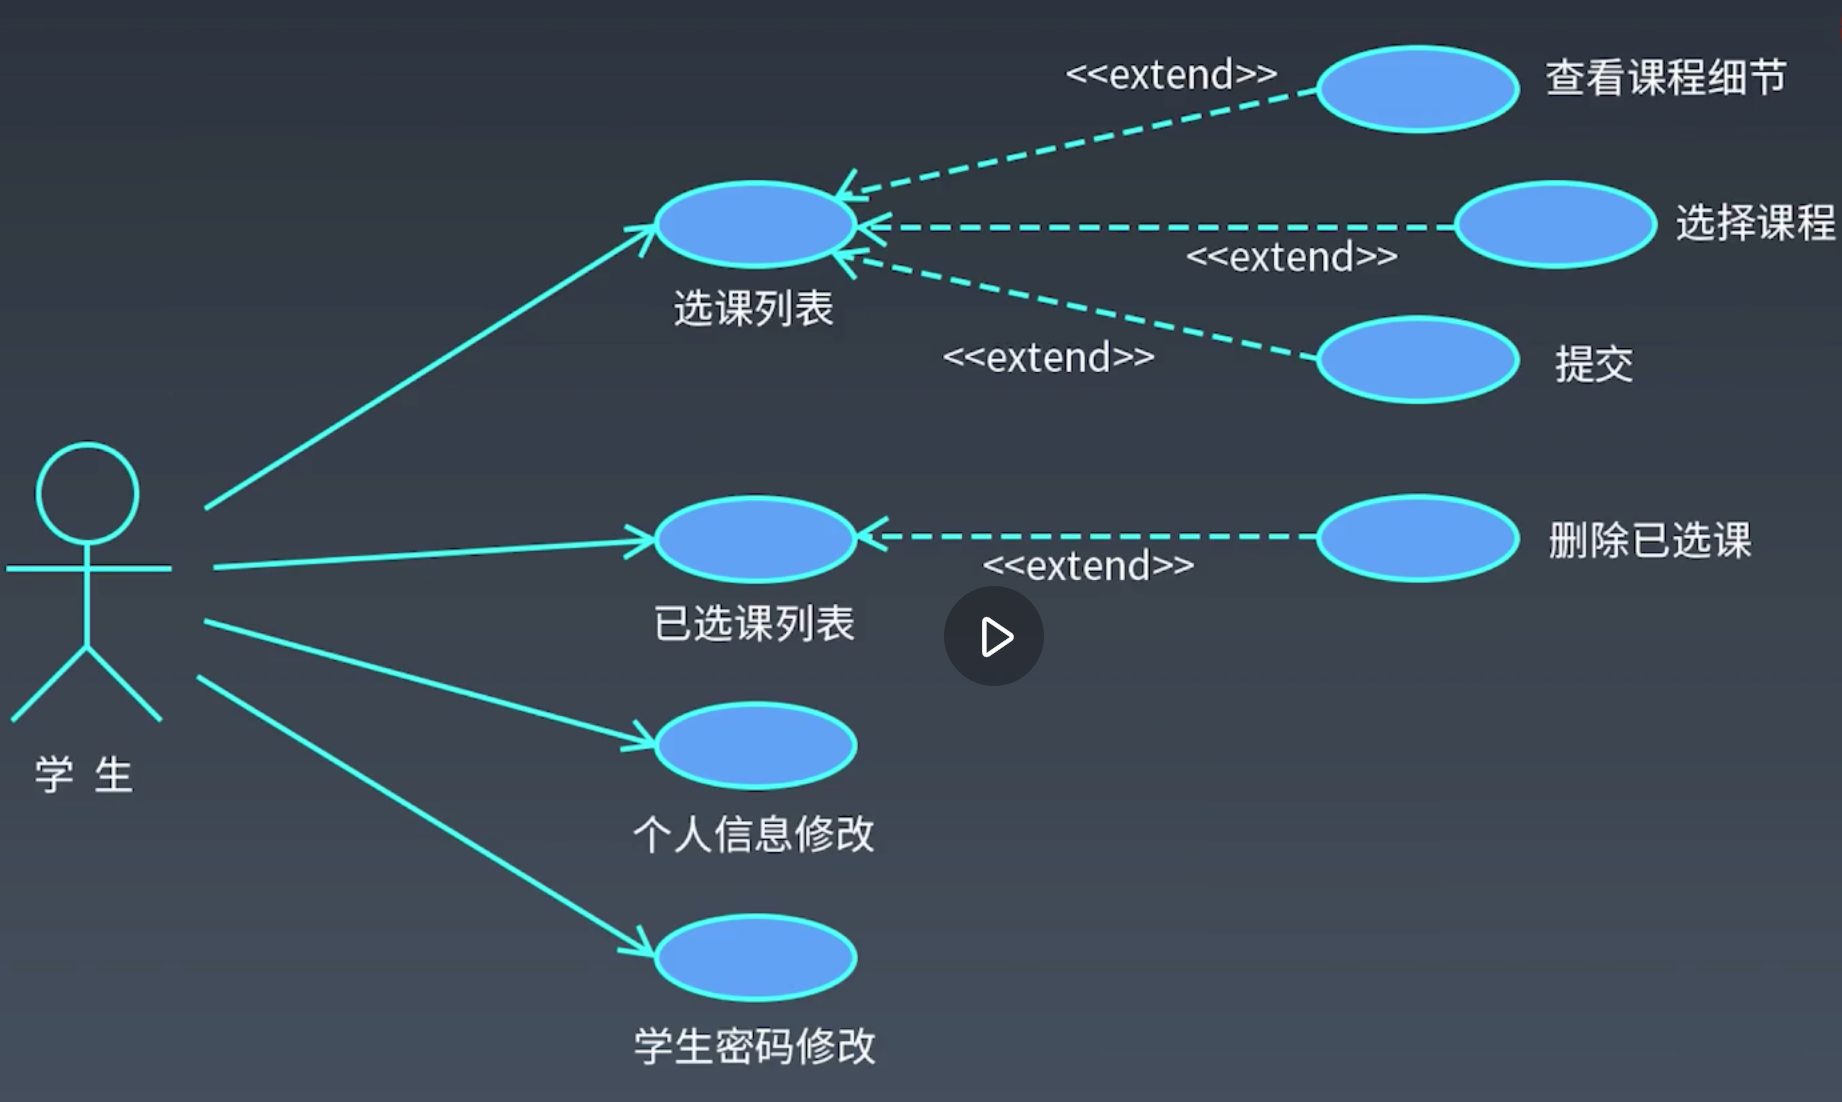 <<extend>>
查看课程细节
选择课程
<<extend>>
选课列表
<<extend>>
提交
删除已选课
<<extend>>
已选课列表
学 生
个人信息修改
学生密码修改